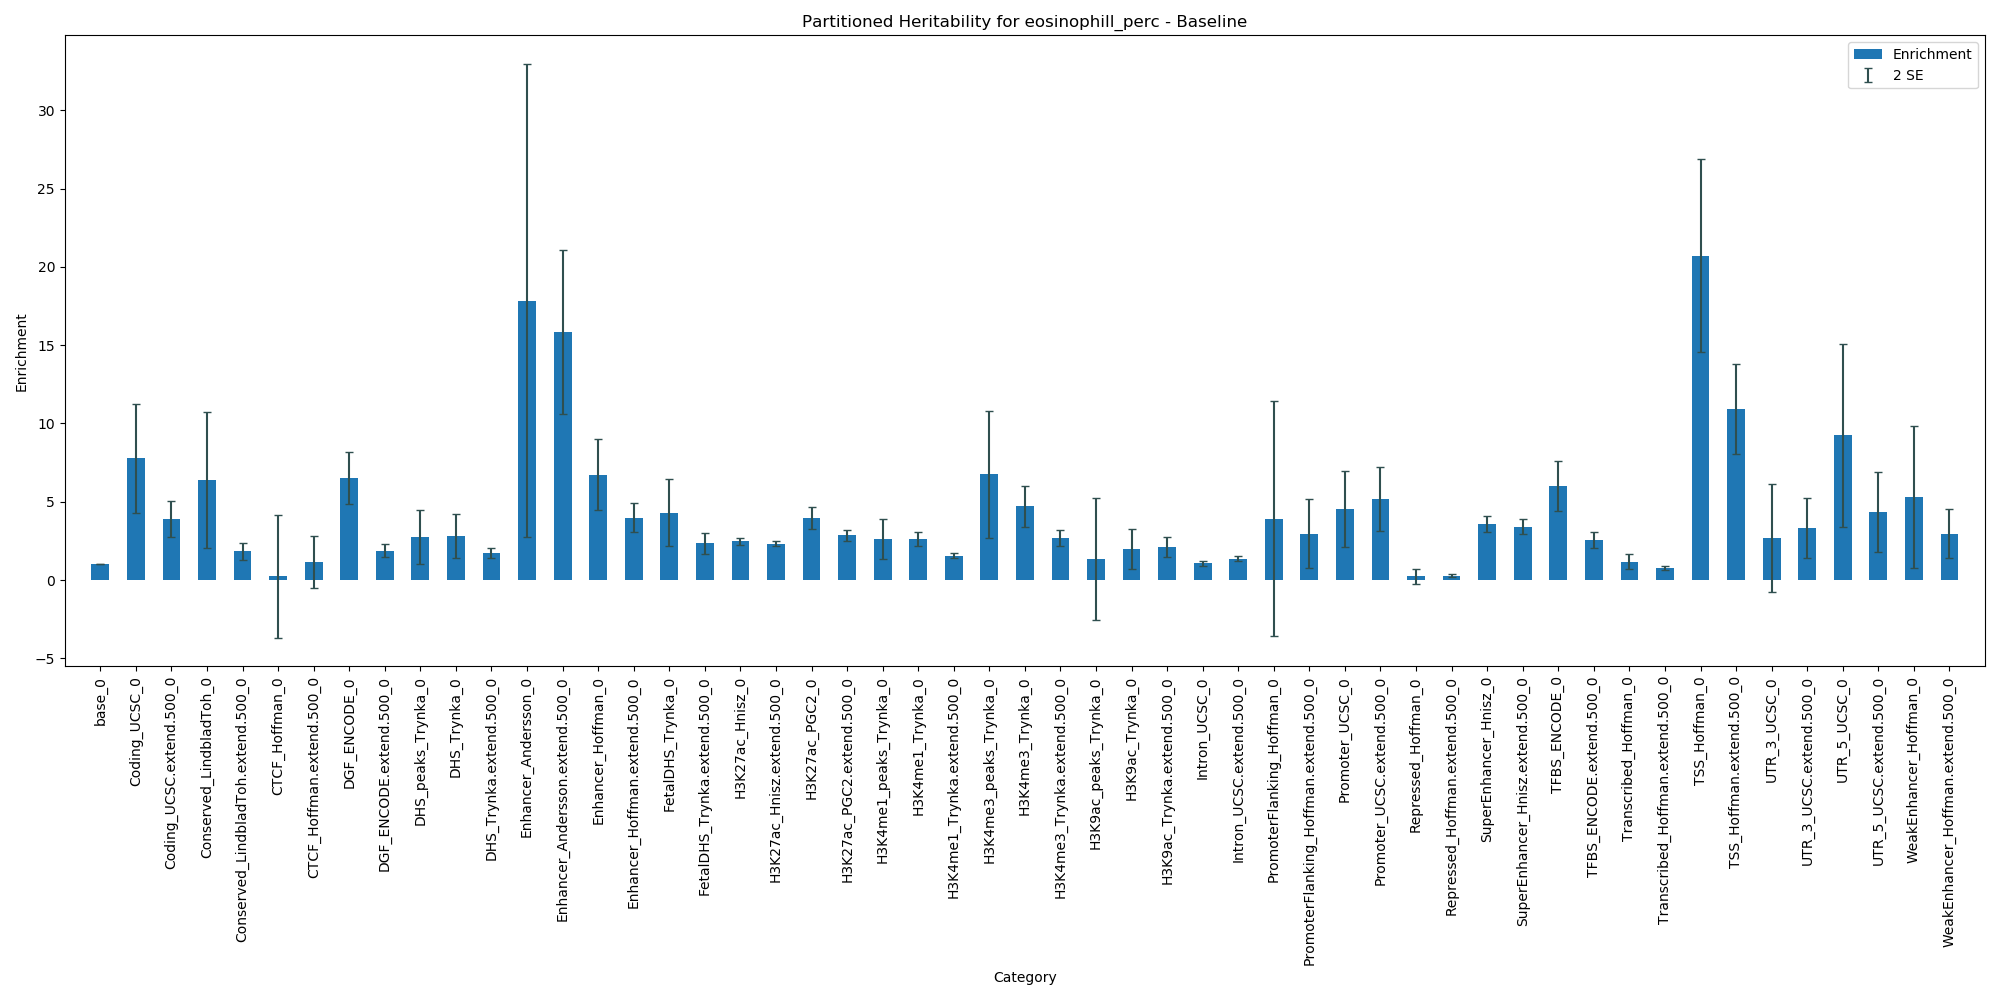 Partitioned Heritability for eosinophill_perc - Baseline
Enrichment
2 SE
Enrichment
30
25
20
15
10
5
0
−5
base_0
Coding_UCSC_0
Coding_UCSC.extend.500_0
Conserved_LindbladToh_0
Conserved_LindbladToh.extend.500_0
CTCF_Hoffman_0
CTCF_Hoffman.extend.500_0
DGF_ENCODE_0
DGF_ENCODE.extend.500_0
DHS_peaks_Trynka_0
DHS_Trynka_0
DHS_Trynka.extend.500_0
Enhancer_Andersson_0
Enhancer_Andersson.extend.500_0
Enhancer_Hoffman_0
Enhancer_Hoffman.extend.500_0
FetalDHS_Trynka_0
FetalDHS_Trynka.extend.500_0
H3K27ac_Hnisz_0
H3K27ac_Hnisz.extend.500_0
H3K27ac_PGC2_0
H3K27ac_PGC2.extend.500_0
H3K4me1_peaks_Trynka_0
H3K4me1_Trynka_0
H3K4me1_Trynka.extend.500_0
H3K4me3_peaks_Trynka_0
H3K4me3_Trynka_0
H3K4me3_Trynka.extend.500_0
H3K9ac_peaks_Trynka_0
H3K9ac_Trynka_0
H3K9ac_Trynka.extend.500_0
Intron_UCSC_0
Intron_UCSC.extend.500_0
PromoterFlanking_Hoffman_0
PromoterFlanking_Hoffman.extend.500_0
Promoter_UCSC_0
Promoter_UCSC.extend.500_0
Repressed_Hoffman_0
Repressed_Hoffman.extend.500_0
SuperEnhancer_Hnisz_0
SuperEnhancer_Hnisz.extend.500_0
TFBS_ENCODE_0
TFBS_ENCODE.extend.500_0
Transcribed_Hoffman_0
Transcribed_Hoffman.extend.500_0
TSS_Hoffman_0
TSS_Hoffman.extend.500_0
UTR_3_UCSC_0
UTR_3_UCSC.extend.500_0
UTR_5_UCSC_0
UTR_5_UCSC.extend.500_0
WeakEnhancer_Hoffman_0
WeakEnhancer_Hoffman.extend.500_0
Category